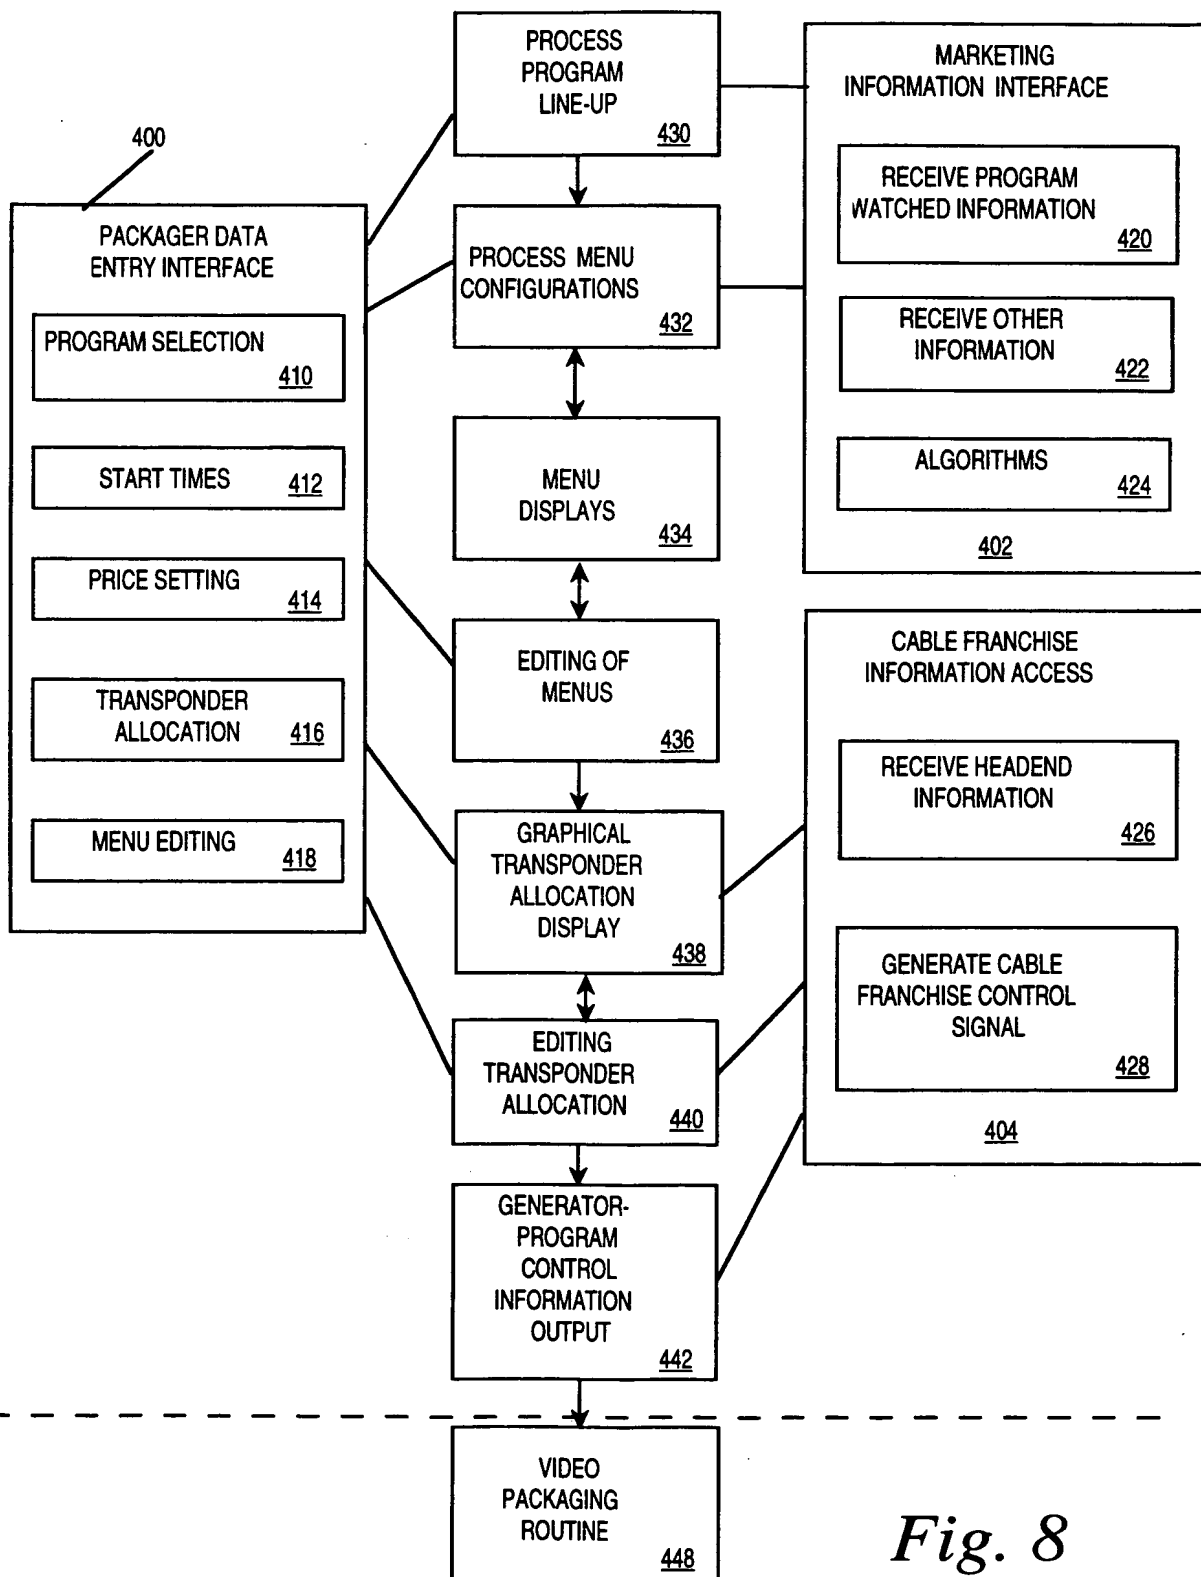 400
PACKAGER DATA
ENTRY INTERFACE
PROGRAM SELECTION
410
START TIMES
412
PRICE SETTING
414
TRANSPONDER
ALLOCATION
416
MENU EDITING
418
PROCESS
PROGRAM
LINE-UP
430
PROCESS MENU
CONFIGURATIONS
432
MENU
DISPLAYS
434
EDITING OF
MENUS
436
GRAPHICAL
TRANSPONDER
ALLOCATION
DISPLAY
438
EDITING
TRANSPONDER
ALLOCATION
440
GENERATOR-
PROGRAM
CONTROL
INFORMATION
OUTPUT
442
VIDEO
PACKAGING
ROUTINE
448
MARKETING
INFORMATION INTERFACE
RECEIVE PROGRAM
WATCHED INFORMATION
420
RECEIVE OTHER
INFORMATION
422
ALGORITHMS
424
402
CABLE FRANCHISE
INFORMATION ACCESS
RECEIVE HEADEND
INFORMATION
426
GENERATE CABLE
FRANCHISE CONTROL
SIGNAL
428
404
Fig. 8